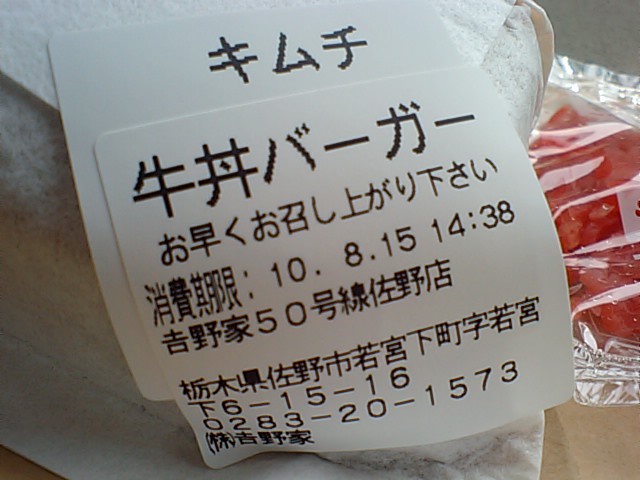 キムチ
牛丼バーガー
お早くお召し上がり下さい
消費期限: 10. 8.15 14:38
吉野家50号線佐野店
栃木県佐野市若宮下町字若宮
下6-15-16
0283-20-1573
㈱吉野家